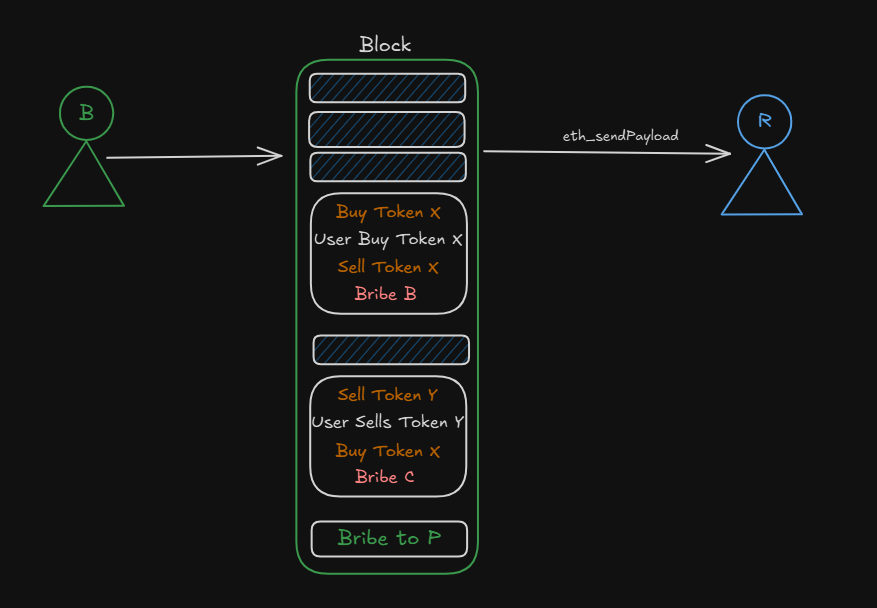 Block
B
eth_sendPayload
R
Buy Token X
User Buy Token X
Sell Token X
Bribe B
Sell Token Y
User Sells Token Y
Buy Token X
Bribe C
Bribe to P